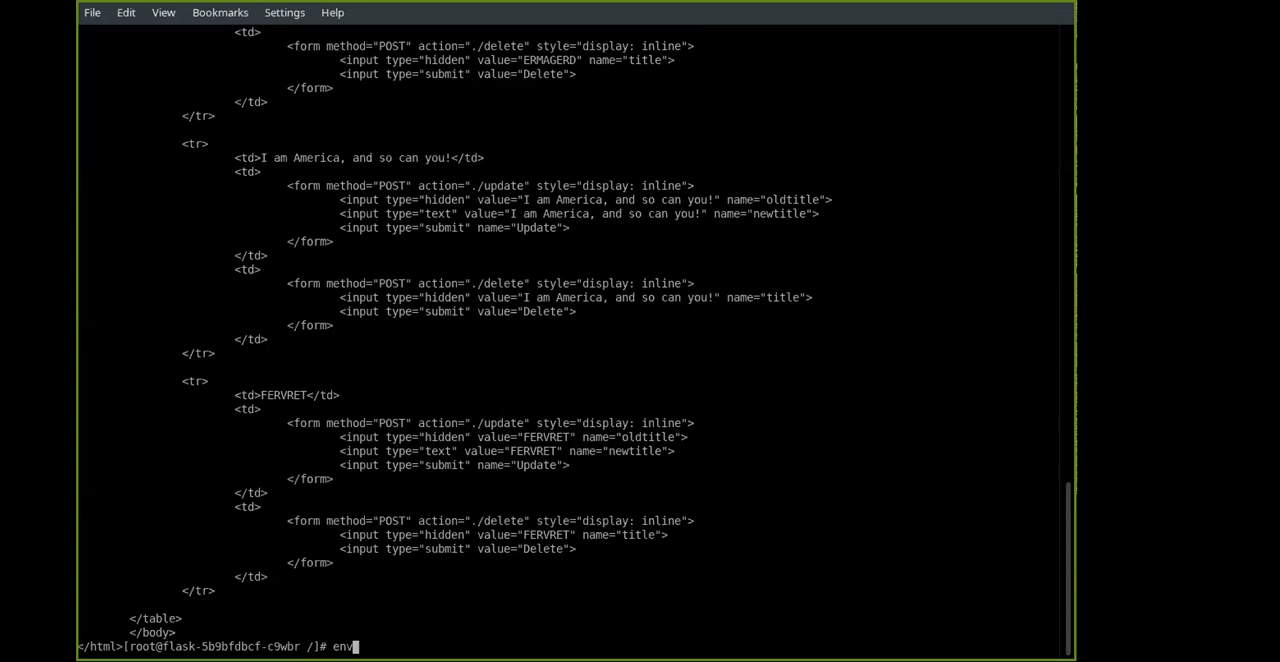 File Edit View Bookmarks Settings Help
<td>
<form method="POST" action="./delete" style="display: inline">
<input type="hidden" value="ERMAGERD" name="title">
<input type="submit" value="Delete">
</form>
</td>
</tr>
<tr>
<td>I am America, and so can you!</td>
<td>
<form method="POST" action="./update" style="display: inline">
<input type="hidden" value="I am America, and so can you!" name="oldtitle">
<input type="text" value="I am America, and so can you!" name="newtitle">
<input type="submit" name="Update">
</form>
</td>
<td>
<form method="POST" action="./delete" style="display: inline">
<input type="hidden" value="I am America, and so can you!" name="title">
<input type="submit" value="Delete">
</form>
</td>
</tr>
<tr>
<td>FERVRET</td>
<td>
<form method="POST" action="./update" style="display: inline">
<input type="hidden" value="FERVRET" name="oldtitle">
<input type="text" value="FERVRET" name="newtitle">
<input type="submit" name="Update">
</form>
</td>
<td>
<form method="POST" action="./delete" style="display: inline">
<input type="hidden" value="FERVRET" name="title">
<input type="submit" value="Delete">
</form>
</td>
</tr>
</table>
</body>
</html>[root@flask-5b9bfdbcf-c9wbr /]# env